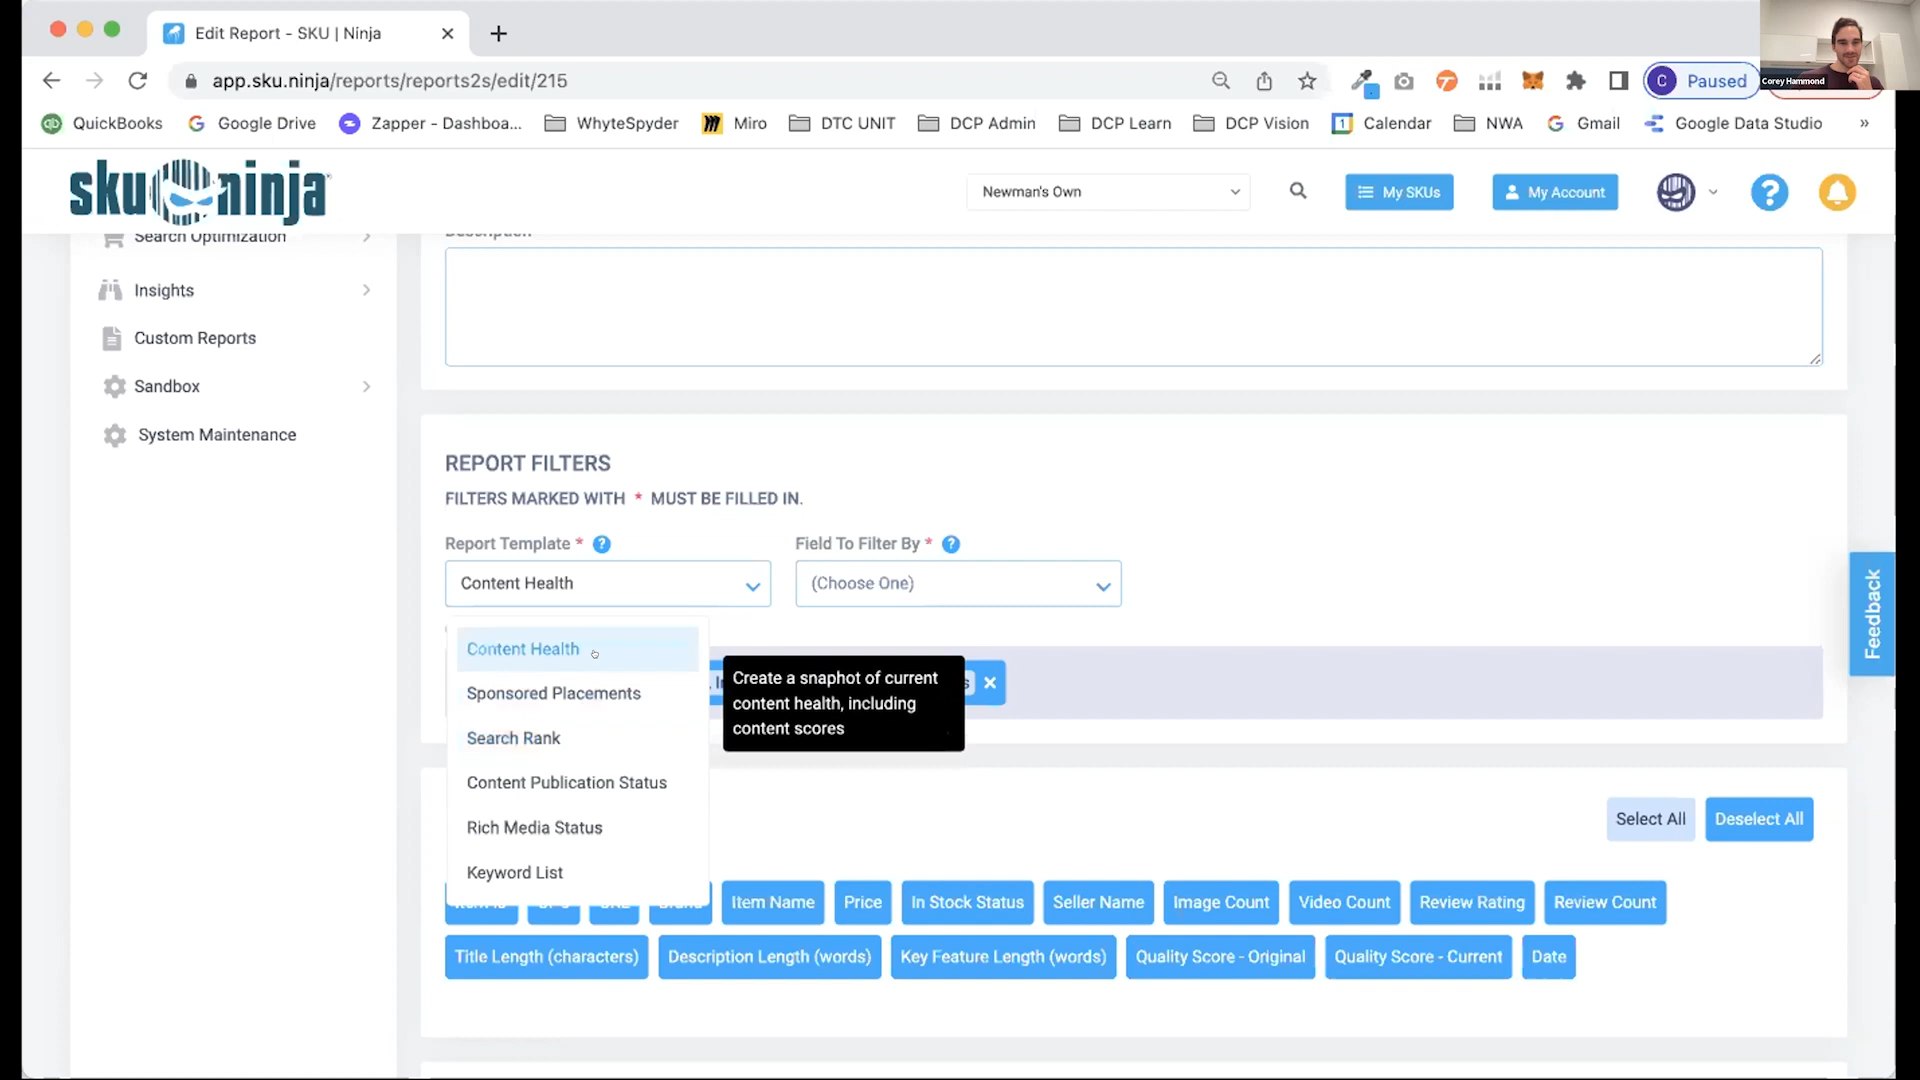 Edit Report - SKU | Ninja
Corey Hammond
app.sku.ninja/reports/reports2s/edit/215
C Paused
QuickBooks Google Drive Zapper - Dashboa... WhyteSpyder Miro DTC UNIT DCP Admin DCP Learn DCP Vision 1 Calendar NWA Gmail Google Data Studio »
sku ninja
Newman's Own
My SKUs
My Account
?
Search Optimization
Description
Insights
Custom Reports
Sandbox
System Maintenance
REPORT FILTERS
FILTERS MARKED WITH * MUST BE FILLED IN.
Report Template * ?
Field To Filter By * ?
Content Health
(Choose One)
Content Health
Sponsored Placements
Search Rank
Content Publication Status
Rich Media Status
Keyword List
Create a snaphot of current
content health, including
content scores
Feedback
Select All
Deselect All
Item Name Price In Stock Status Seller Name Image Count Video Count Review Rating Review Count
Title Length (characters) Description Length (words) Key Feature Length (words) Quality Score - Original Quality Score - Current Date